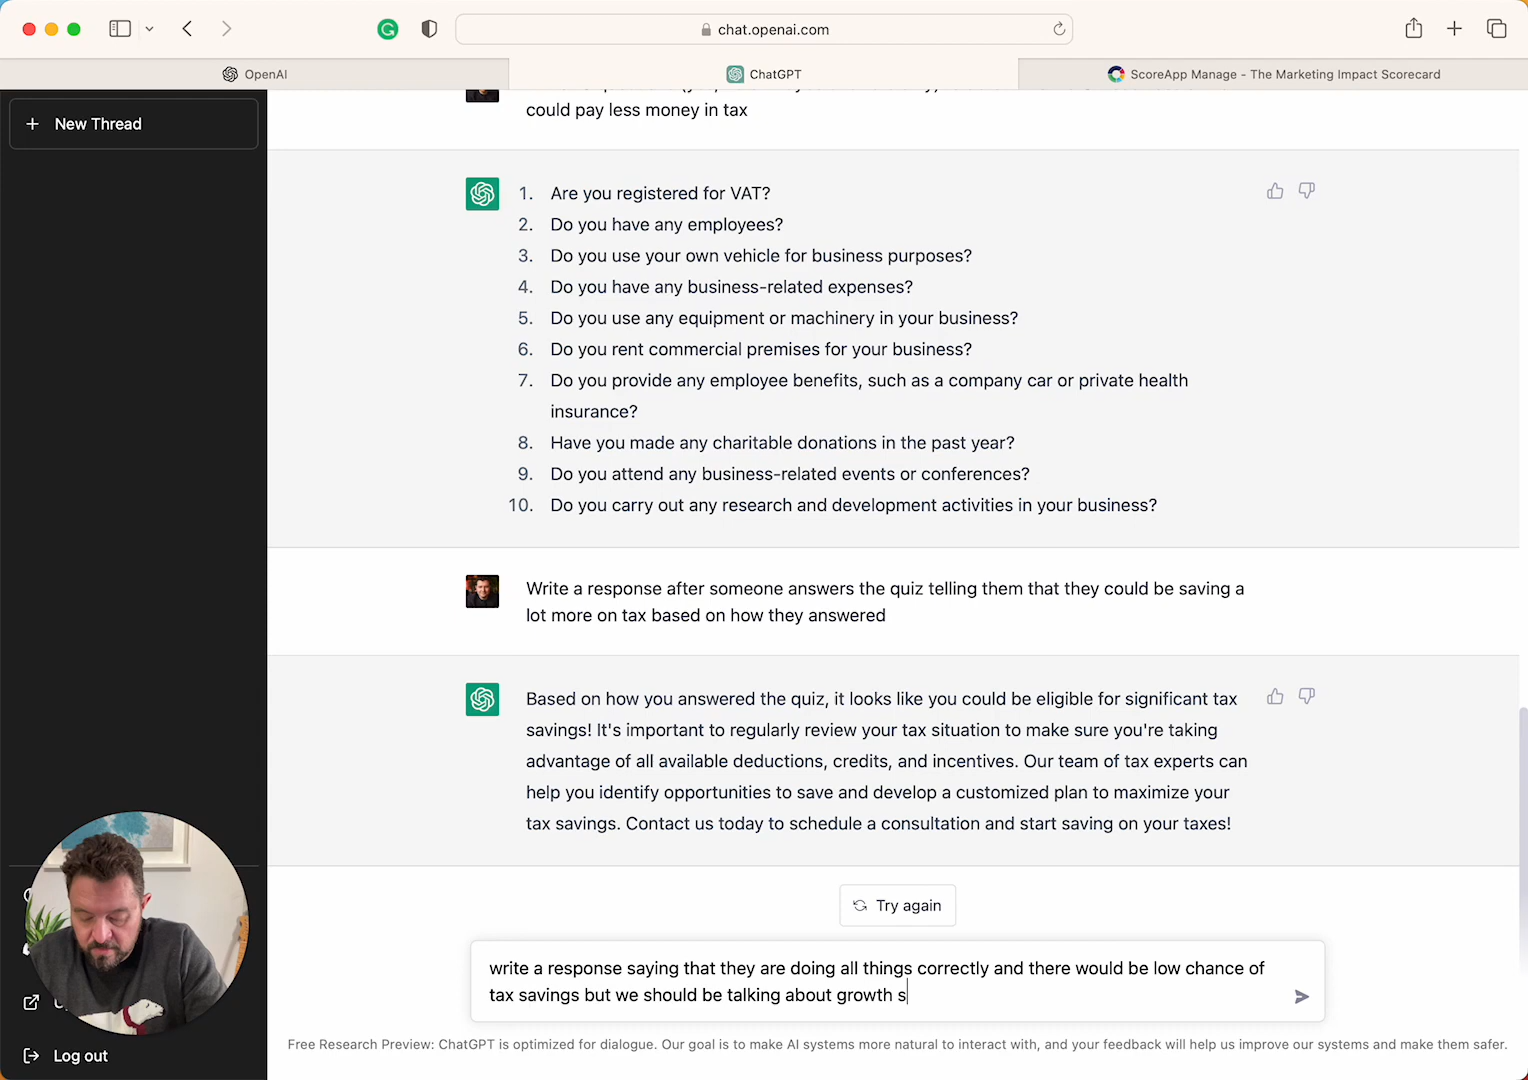 chat.openai.com
OpenAI
ChatGPT
ScoreApp Manage - The Marketing Impact Scorecard
+ New Thread
could pay less money in tax
1. Are you registered for VAT?
2. Do you have any employees?
3. Do you use your own vehicle for business purposes?
4. Do you have any business-related expenses?
5. Do you use any equipment or machinery in your business?
6. Do you rent commercial premises for your business?
7. Do you provide any employee benefits, such as a company car or private health
insurance?
8. Have you made any charitable donations in the past year?
9. Do you attend any business-related events or conferences?
10. Do you carry out any research and development activities in your business?
Write a response after someone answers the quiz telling them that they could be saving a
lot more on tax based on how they answered
Based on how you answered the quiz, it looks like you could be eligible for significant tax
savings! It's important to regularly review your tax situation to make sure you're taking
advantage of all available deductions, credits, and incentives. Our team of tax experts can
help you identify opportunities to save and develop a customized plan to maximize your
tax savings. Contact us today to schedule a consultation and start saving on your taxes!
Try again
write a response saying that they are doing all things correctly and there would be low chance of
tax savings but we should be talking about growth s
Log out
Free Research Preview: ChatGPT is optimized for dialogue. Our goal is to make AI systems more natural to interact with, and your feedback will help us improve our systems and make them safer.